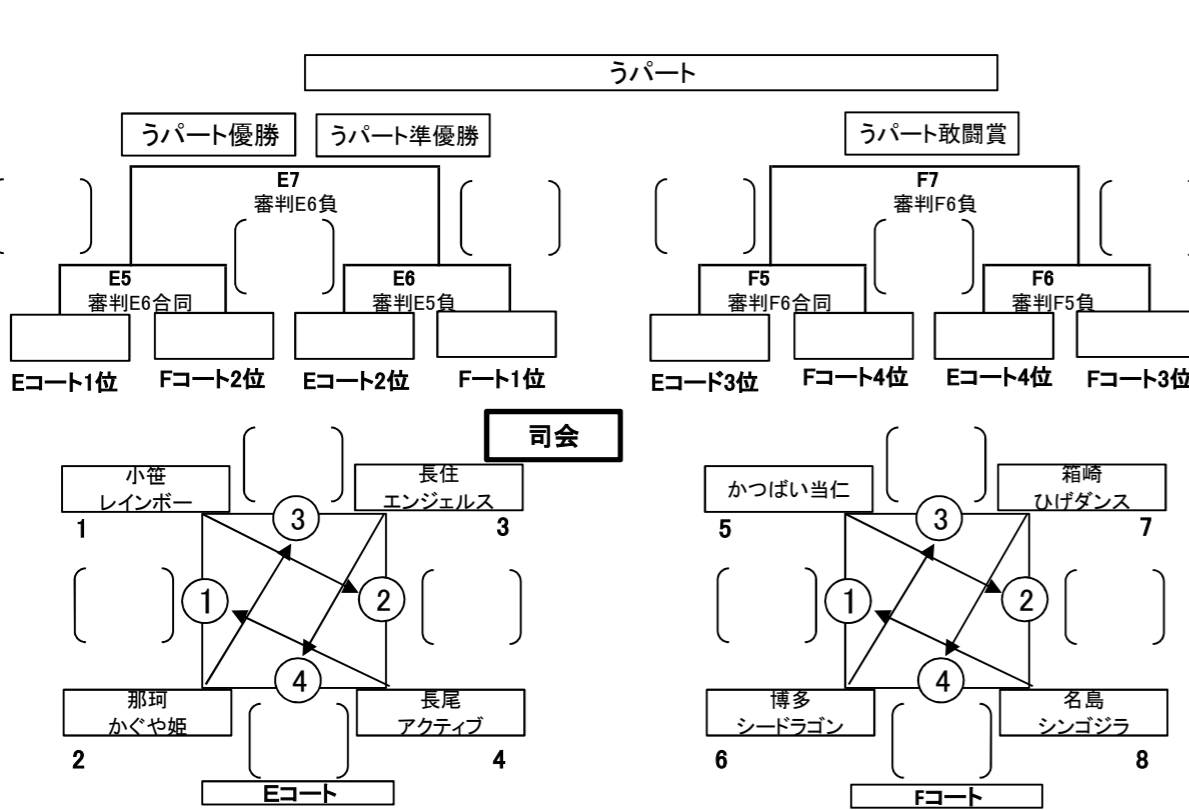 うパート
うパート優勝
うパート準優勝
うパート敢闘賞
E7
審判E6負
F7
審判F6負
E5
審判E6合同
E6
審判E5負
F5
審判F6合同
F6
審判F5負
Eコート1位
Fコート2位
Eコート2位
Fート1位
Eコード3位
Fコート4位
Eコート4位
Fコート3位
司会
小笹
レインボー
1
長住
エンジェルス
3
③
①
②
④
那珂
かぐや姫
2
長尾
アクティブ
4
Eコート
かつばい当仁
5
箱崎
ひげダンス
7
③
①
②
④
博多
シードラゴン
6
名島
シンゴジラ
8
Fコート